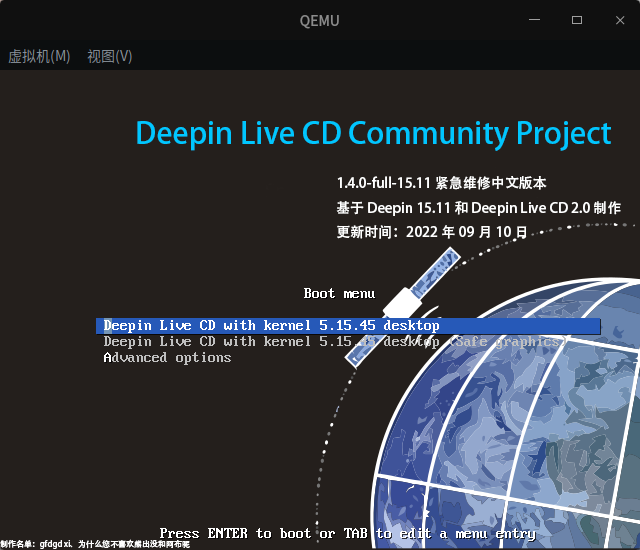 QEMU
虚拟机(M) 视图(V)
Deepin Live CD Community Project
1.4.0-full-15.11 紧急维修中文版本
基于 Deepin 15.11 和 Deepin Live CD 2.0 制作
更新时间：2022 年 09 月 10 日
Boot menu
Deepin Live CD with kernel 5.15.45 desktop
Deepin Live CD with kernel 5.15.45 desktop (Safe graphics)
Advanced options
Press ENTER to boot or TAB to edit a menu entry
制作名单：gfdgd xi、为什么您不喜欢熊出没和阿布呢